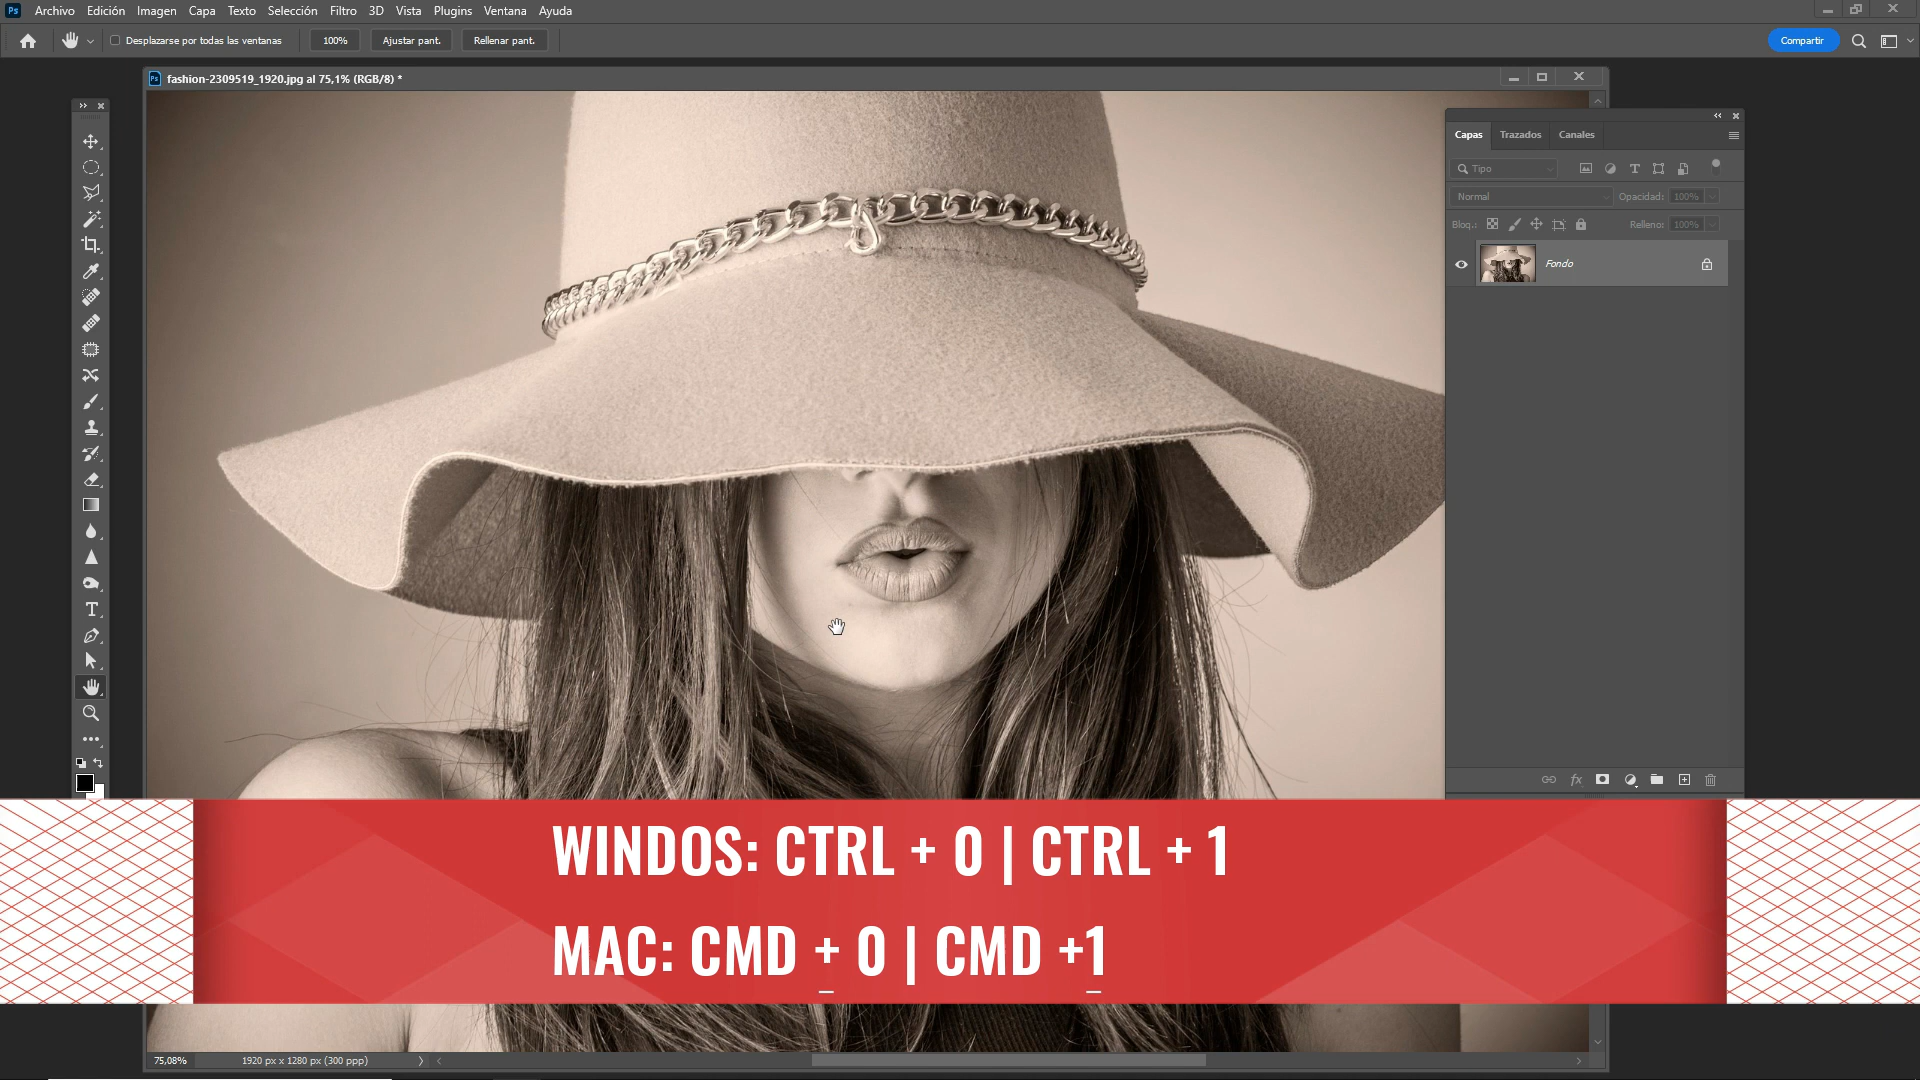 Ps Archivo Edición Imagen Capa Texto Selección Filtro 3D Vista Plugins Ventana Ayuda
Desplazarse por todas las ventanas 100% Ajustar pant. Rellenar pant. Compartir
Ps fashion-2309519_1920.jpg al 75,1% (RGB/8) *
Capas Trazados Canales
Tipo
Normal Opacidad: 100%
Bloq.: Relleno: 100%
Fondo
fx
WINDOS: CTRL + 0 | CTRL + 1
MAC: CMD + 0 | CMD +1
75,08% 1920 px x 1280 px (300 ppp)